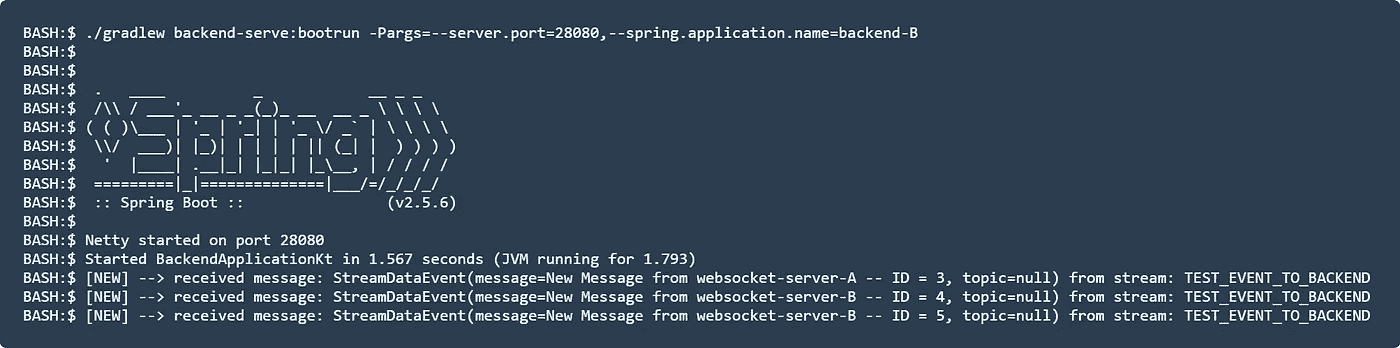 BASH:$ ./gradlew backend-serve:bootrun -Pargs=--server.port=28080,--spring.application.name=backend-B
BASH:$
BASH:$
BASH:$  .   ____          _            __ _ _
BASH:$  /\\ / ___'_ __ _ _(_)_ __  __ _ \ \ \ \
BASH:$ ( ( )\___ | '_ | '_| | '_ \/ _` | \ \ \ \
BASH:$  \\/  ___)| |_)| | | | | || (_| |  ) ) ) )
BASH:$   '  |____| .__|_| |_|_| |_\__, | / / / /
BASH:$  =========|_|==============|___/=/_/_/_/
BASH:$  :: Spring Boot ::                (v2.5.6)
BASH:$
BASH:$ Netty started on port 28080
BASH:$ Started BackendApplicationKt in 1.567 seconds (JVM running for 1.793)
BASH:$ [NEW] --> received message: StreamDataEvent(message=New Message from websocket-server-A -- ID = 3, topic=null) from stream: TEST_EVENT_TO_BACKEND
BASH:$ [NEW] --> received message: StreamDataEvent(message=New Message from websocket-server-B -- ID = 4, topic=null) from stream: TEST_EVENT_TO_BACKEND
BASH:$ [NEW] --> received message: StreamDataEvent(message=New Message from websocket-server-B -- ID = 5, topic=null) from stream: TEST_EVENT_TO_BACKEND